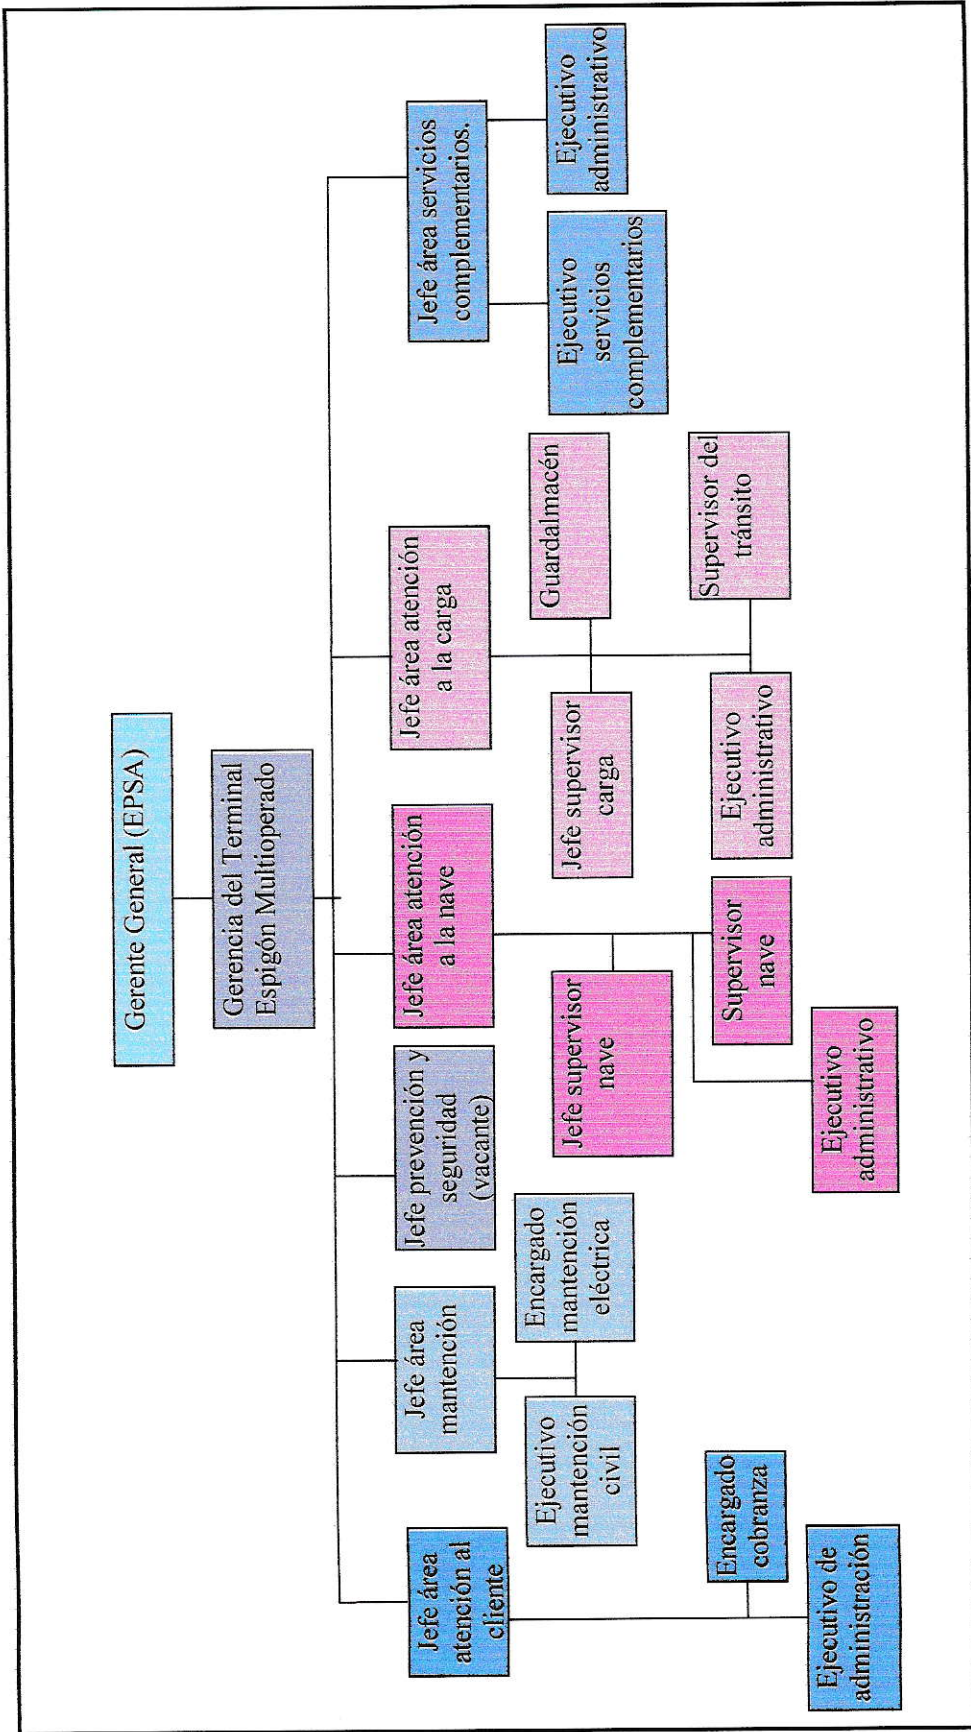 Gerente General (EPSA)
Gerencia del Terminal
Espigón Multioperado
Jefe área
atención al
cliente
Jefe área
mantención
Jefe prevención y
seguridad
(vacante)
Jefe área atención
a la nave
Jefe área atención
a la carga
Jefe área servicios
complementarios.
Encargado
cobranza
Ejecutivo de
administración
Ejecutivo
mantención
civil
Encargado
mantención
eléctrica
Jefe supervisor
nave
Supervisor
nave
Ejecutivo
administrativo
Jefe supervisor
carga
Guardalmacén
Ejecutivo
administrativo
Supervisor del
tránsito
Ejecutivo
servicios
complementarios
Ejecutivo
administrativo